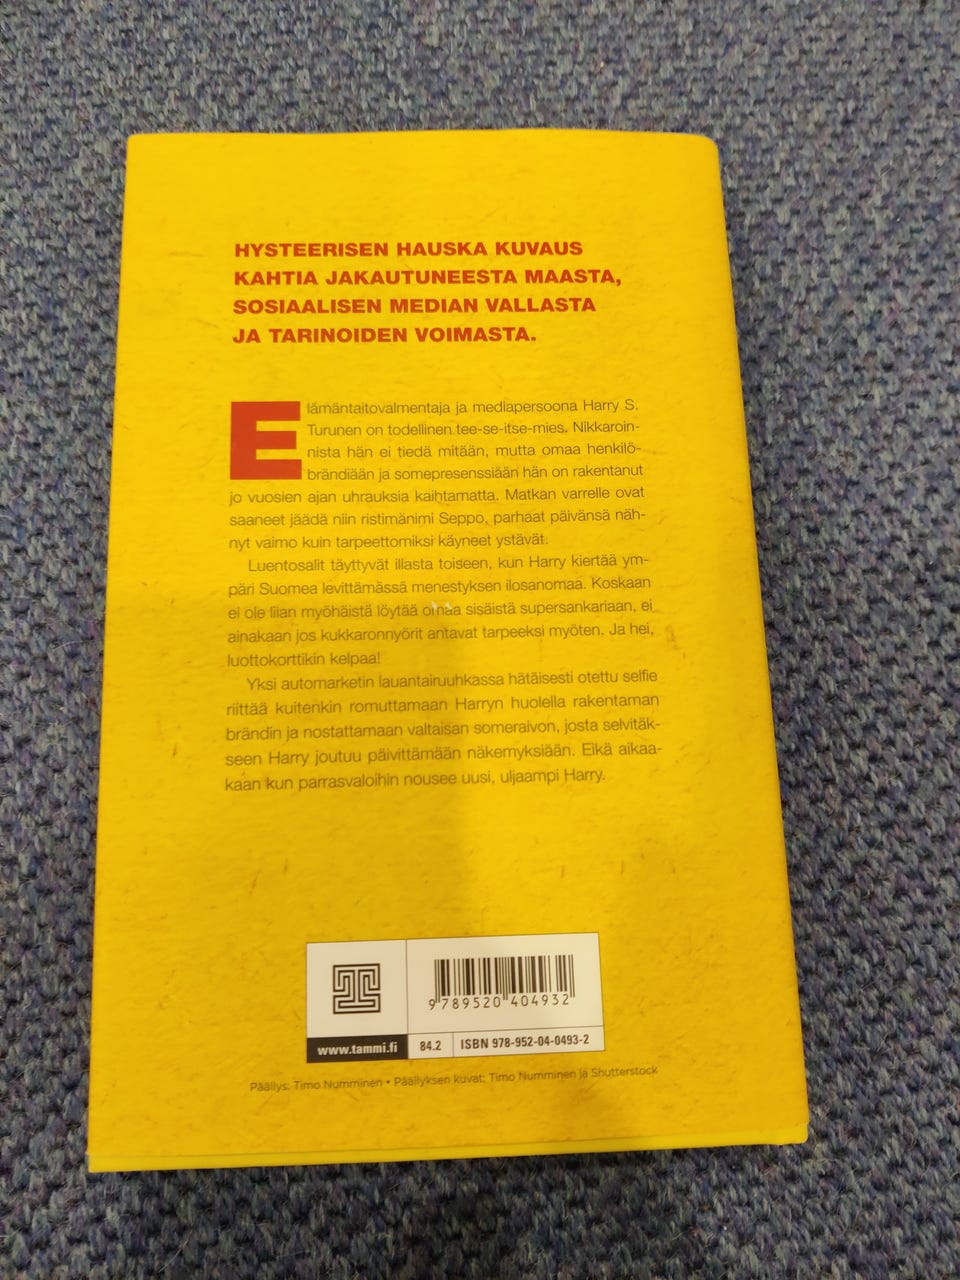 HYSTEERISEN HAUSKA KUVAUS
KAHTIA JAKAUTUNEESTA MAASTA,
SOSIAALISEN MEDIAN VALLASTA
JA TARINOIDEN VOIMASTA.
Elämäntaitovalmentaja ja mediapersoona Harry S.
Turunen on todellinen tee-se-itse-mies. Nikkaroin-
nista hän ei tiedä mitään, mutta omaa henkilö-
brändiään ja somepresenssiään hän on rakentanut
jo vuosien ajan uhrauksia kaihtamatta. Matkan varrelle ovat
saaneet jäädä niin ristimänimi Seppo, parhaat päivänsä näh-
nyt vaimo kuin tarpeettomiksi käyneet ystävät.
Luentosalit täyttyvät illasta toiseen, kun Harry kiertää ym-
päri Suomea levittämässä menestyksen ilosanomaa. Koskaan
ei ole liian myöhäistä löytää omaa sisäistä supersankariaan, ei
ainakaan jos kukkaronnyörit antavat tarpeeksi myöten. Ja hei,
luottokorttikin kelpaa!
Yksi automarketin lauantairuuhkassa hätäisesti otettu selfie
riittää kuitenkin romuttamaan Harryn huolella rakentaman
brändin ja nostattamaan valtaisan someraivon, josta selvitäk-
seen Harry joutuu päivittämään näkemyksiään. Eikä aikaa-
kaan kun parrasvaloihin nousee uusi, uljaampi Harry.
9 789520 404932
www.tammi.fi
84.2
ISBN 978-952-04-0493-2
Päällys: Timo Numminen • Päällyksen kuvat: Timo Numminen ja Shutterstock